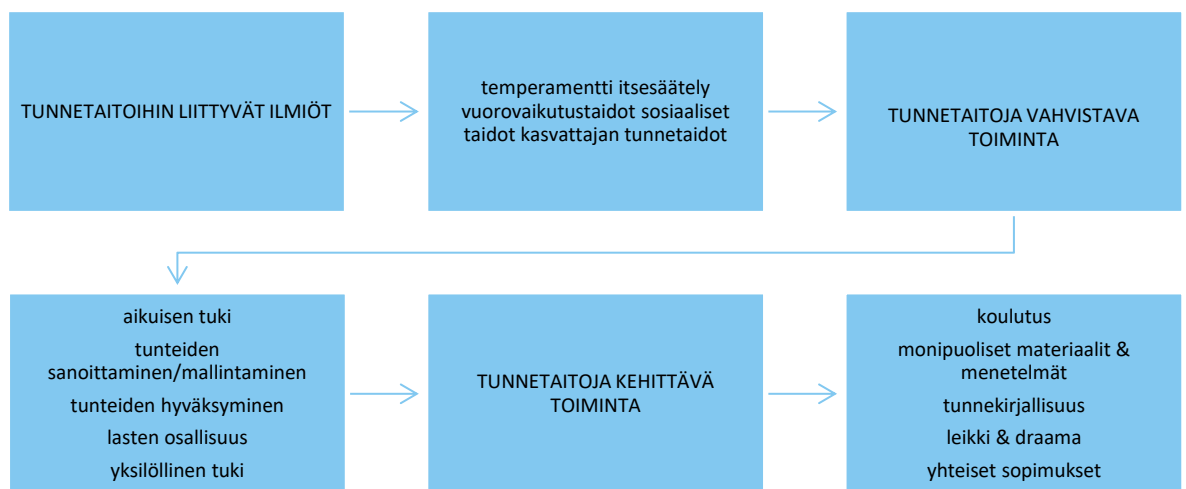 TUNNETAITOIHIN LIITTYVÄT ILMIÖT
temperamentti itsesäätely
vuorovaikutustaidot sosiaaliset
taidot kasvattajan tunnetaidot
TUNNETAITOJA VAHVISTAVA
TOIMINTA
aikuisen tuki
tunteiden
sanoittaminen/mallintaminen
tunteiden hyväksyminen
lasten osallisuus
yksilöllinen tuki
TUNNETAITOJA KEHITTÄVÄ
TOIMINTA
koulutus
monipuoliset materiaalit &
menetelmät
tunnekirjallisuus
leikki & draama
yhteiset sopimukset